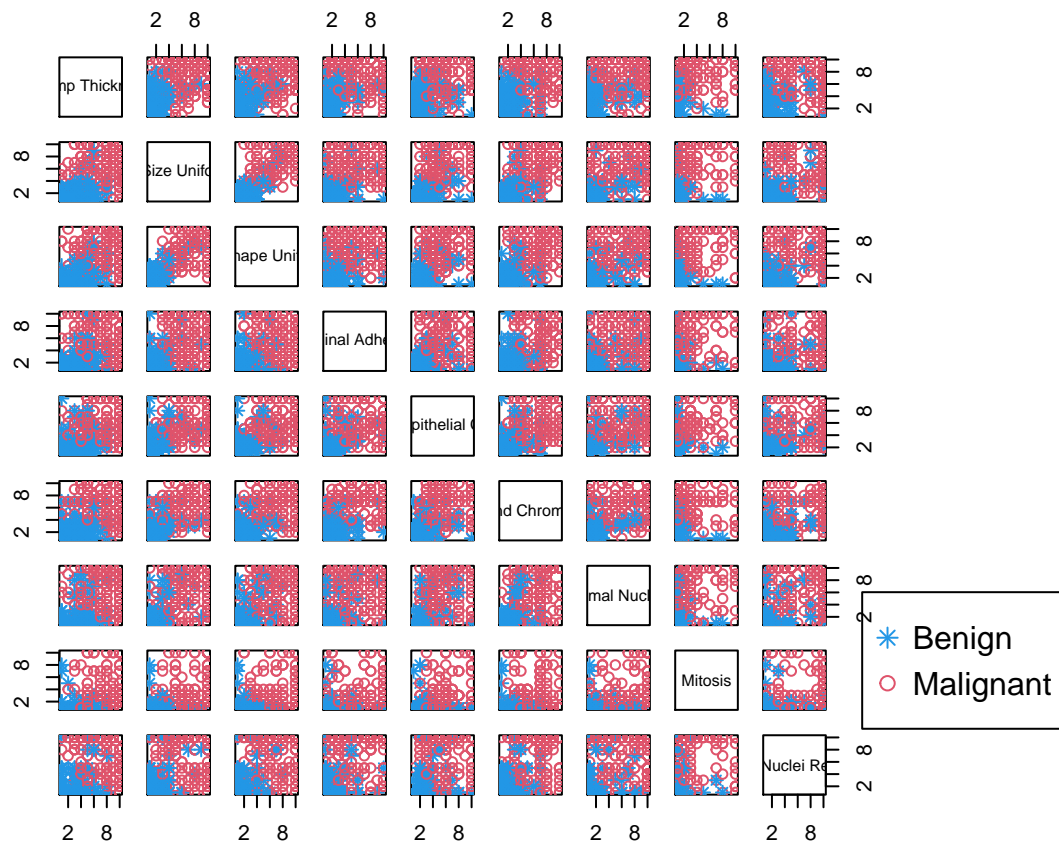 2 8 2 8 2 8 2 8
mp Thickn 8 2
8 2 Size Unifo
hape Unif 8 2
8 2 inal Adhe
pithelial C 8 2
8 2 nd Chrom
mal Nucl 8 2
8 2 Mitosis
Nuclei Re 8 2
2 8 2 8 2 8 2 8 2 8
Benign
Malignant